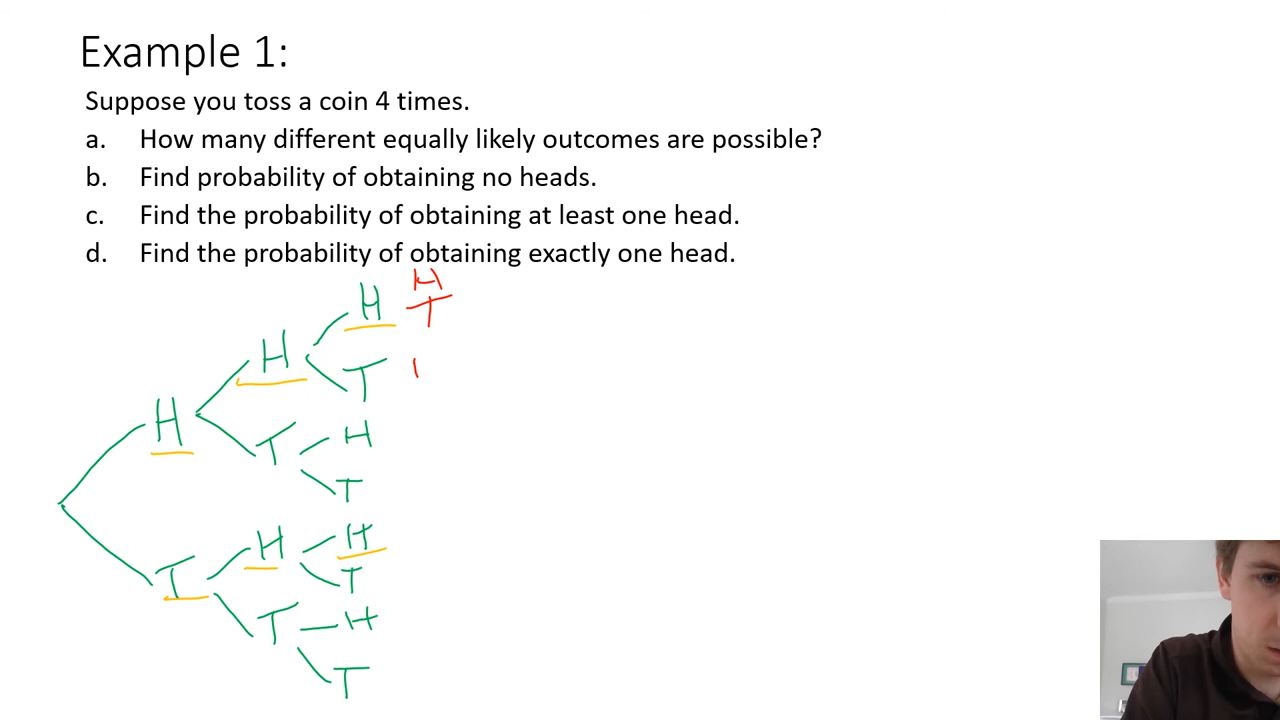 Example 1:
Suppose you toss a coin 4 times.
a. How many different equally likely outcomes are possible?
b. Find probability of obtaining no heads.
c. Find the probability of obtaining at least one head.
d. Find the probability of obtaining exactly one head.
H
H
T
H
T
H
H
T
H
T
H
H
T
T
T
H
T